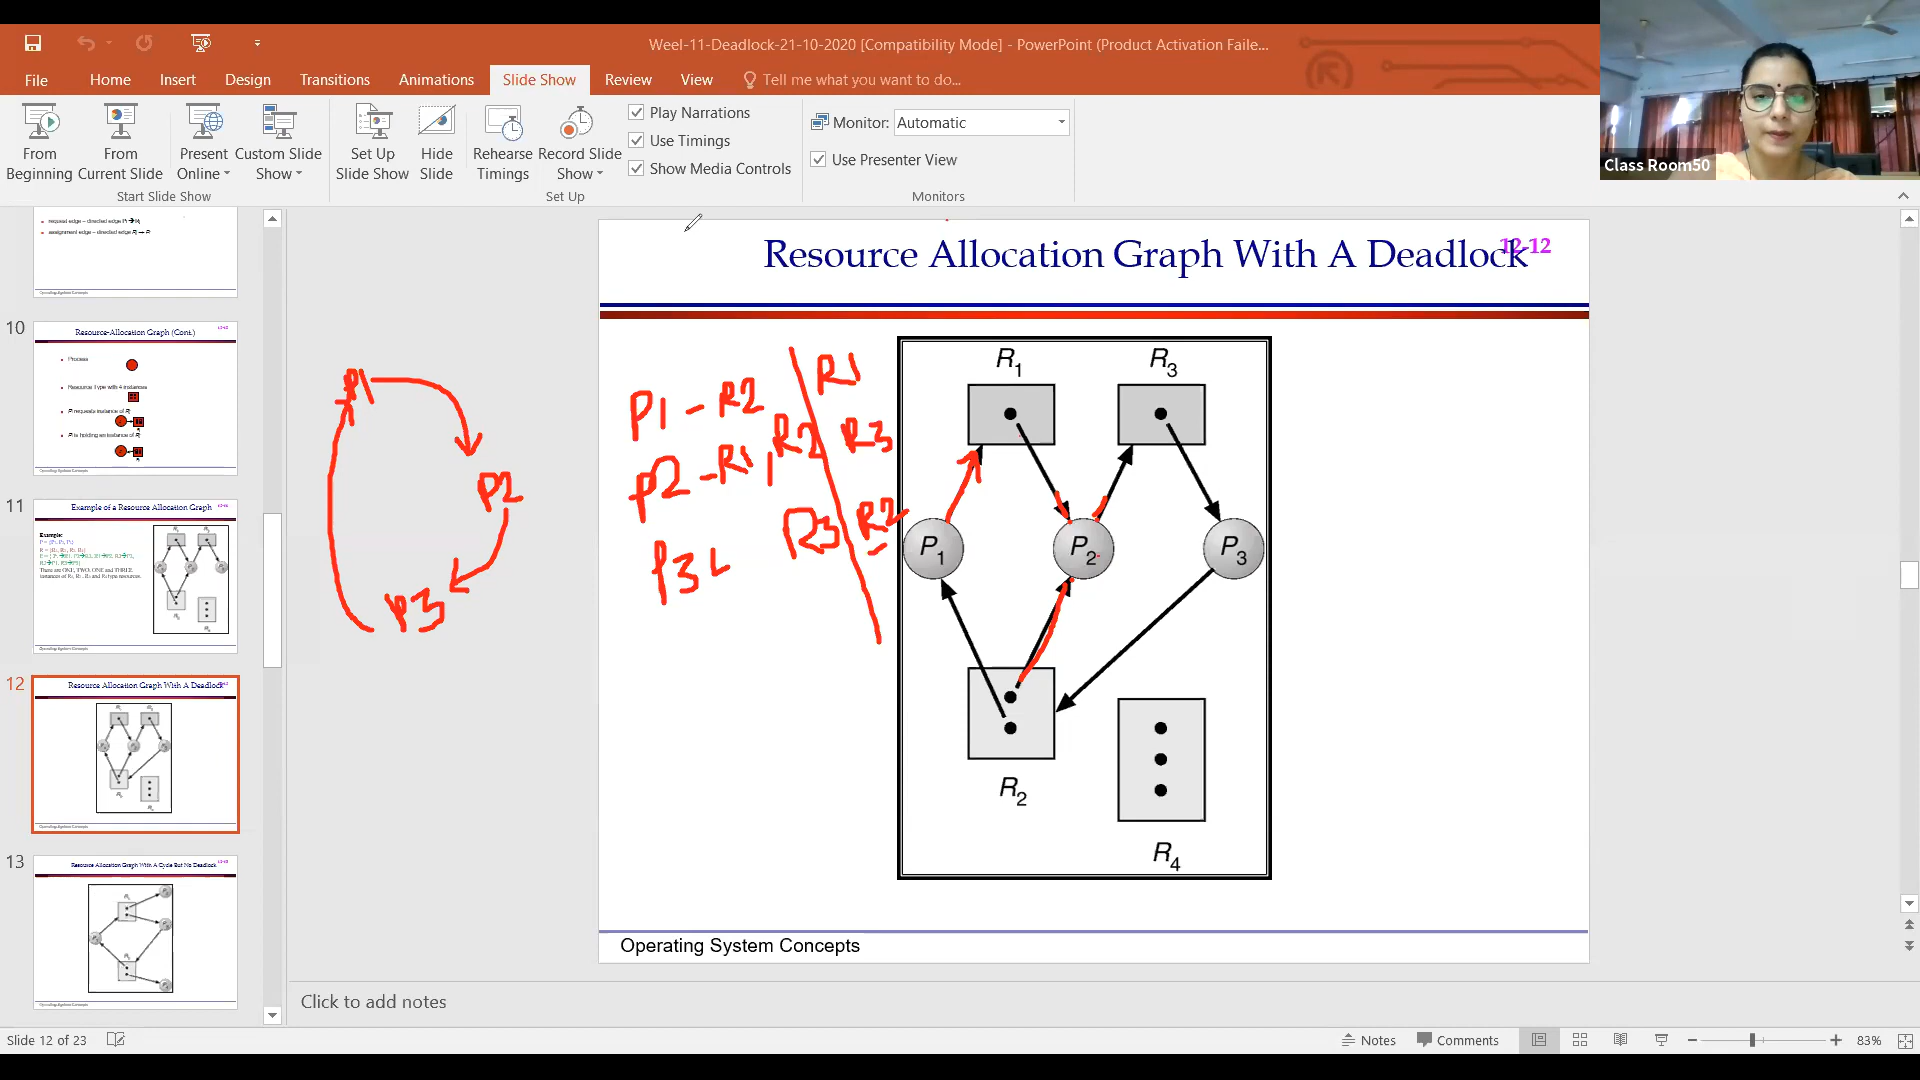 Weel-11-Deadlock-21-10-2020 [Compatibility Mode] - PowerPoint (Product Activation Faile...
File Home Insert Design Transitions Animations Slide Show Review View Tell me what you want to do...
From Beginning
From Current Slide
Present Online
Custom Slide Show
Start Slide Show
Set Up Slide Show
Hide Slide
Rehearse Timings
Record Slide Show
Set Up
Play Narrations
Use Timings
Show Media Controls
Monitor: Automatic
Use Presenter View
Monitors
Class Room50
10
Resource-Allocation Graph (Cont.)
Process
Resource Type with 4 instances
11
Example of a Resource Allocation Graph
Example:
12
Resource Allocation Graph With A Deadlock
13
Resource Allocation Graph With A Cycle But No Deadlock
Resource Allocation Graph With A Deadlock
12-12
P1
P2
P3
P1 - R2 R1
P2 - R1, R2 R3
P3 R3 R2
R1 R3
P1 P2 P3
R2
R4
Operating System Concepts
Click to add notes
Slide 12 of 23 Notes Comments 83%